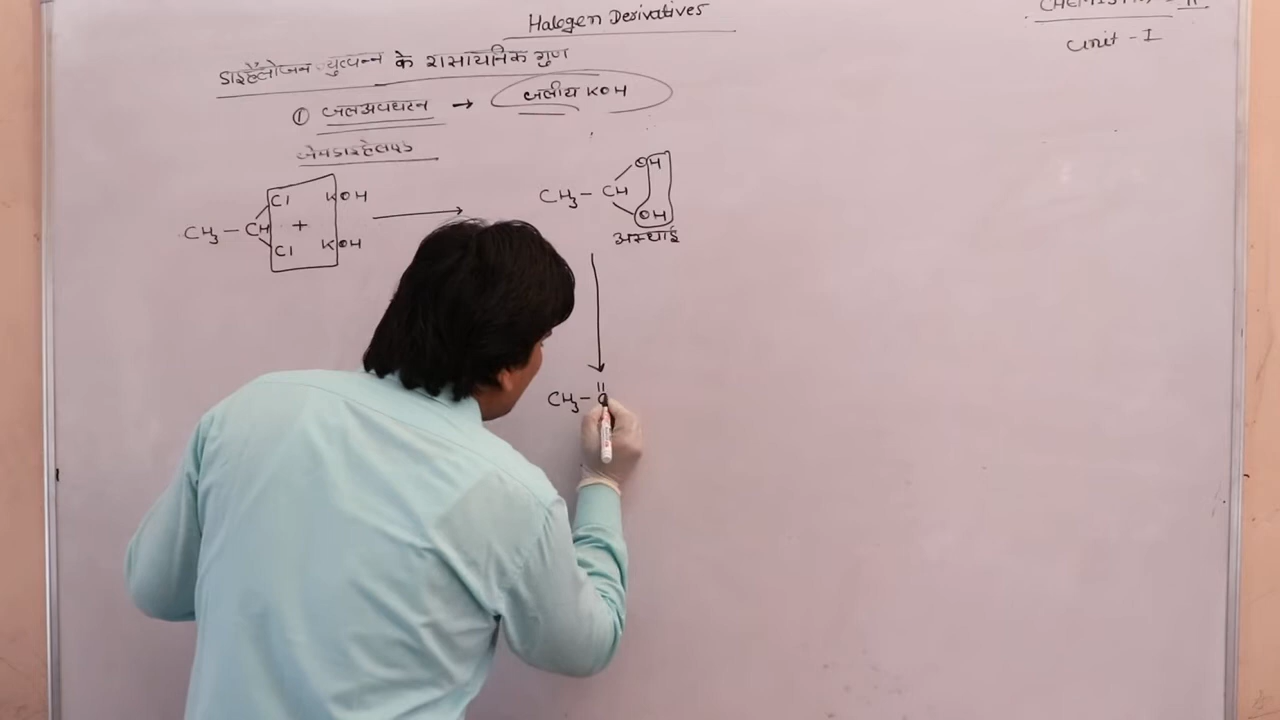 Halogen Derivatives
CHEMISTRY - II
Unit - I
डाइहैलोजन व्युत्पन्न के रासायनिक गुण
① जलअपघटन → जलीय KOH
जेमडाइहेलाइड
CH3 - CH Cl Cl + KOH KOH → CH3 - CH OH OH
अस्थाई
CH3 -